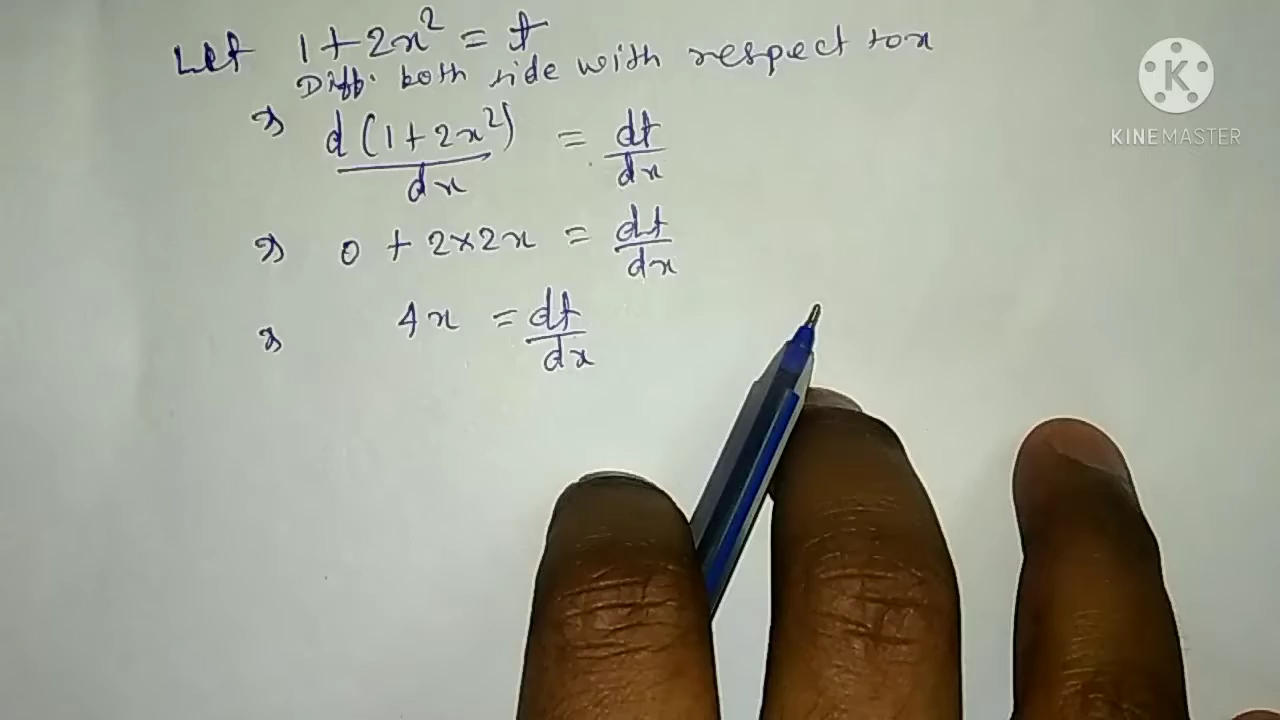 Let 1+2x² = t
Diff. both side with respect to x
⇒ d(1+2x²)/dx = dt/dx
⇒ 0 + 2×2x = dt/dx
⇒ 4x = dt/dx
K
KINEMASTER